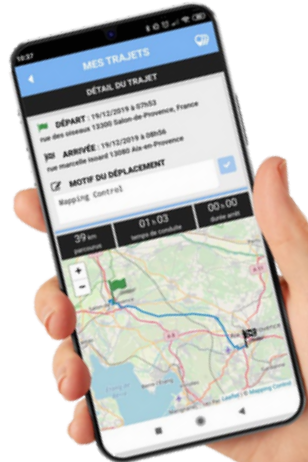 10:37
MES TRAJETS
DÉTAIL DU TRAJET
DÉPART : 19/12/2019 à 07h53
rue des oiseaux 13300 Salon-de-Provence, France
ARRIVÉE : 19/12/2019 à 08h56
rue marcelle isoard 13080 Aix-en-Provence
MOTIF DU DÉPLACEMENT
Mapping Control
39 km
parcourus
01h03
temps de conduite
00h00
durée arrêt
+
-
Aix
Leaflet | © Mapping Control